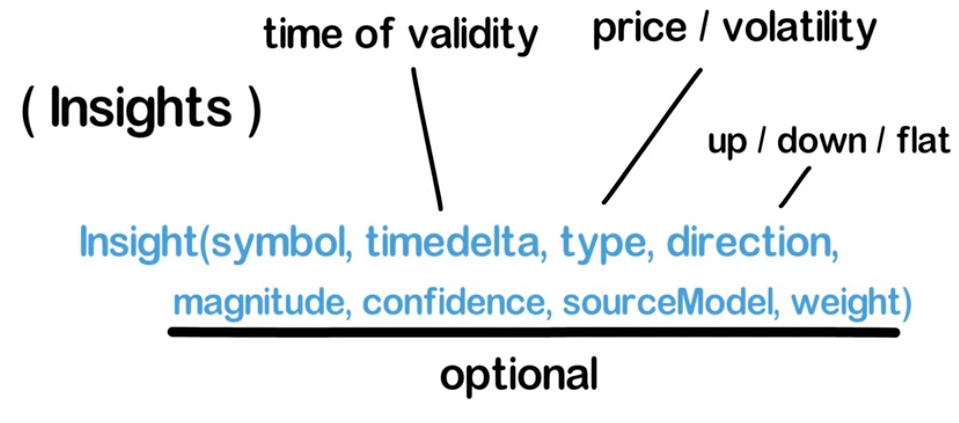 time of validity
price / volatility
( Insights )
up / down / flat
Insight(symbol, timedelta, type, direction,
magnitude, confidence, sourceModel, weight)
optional